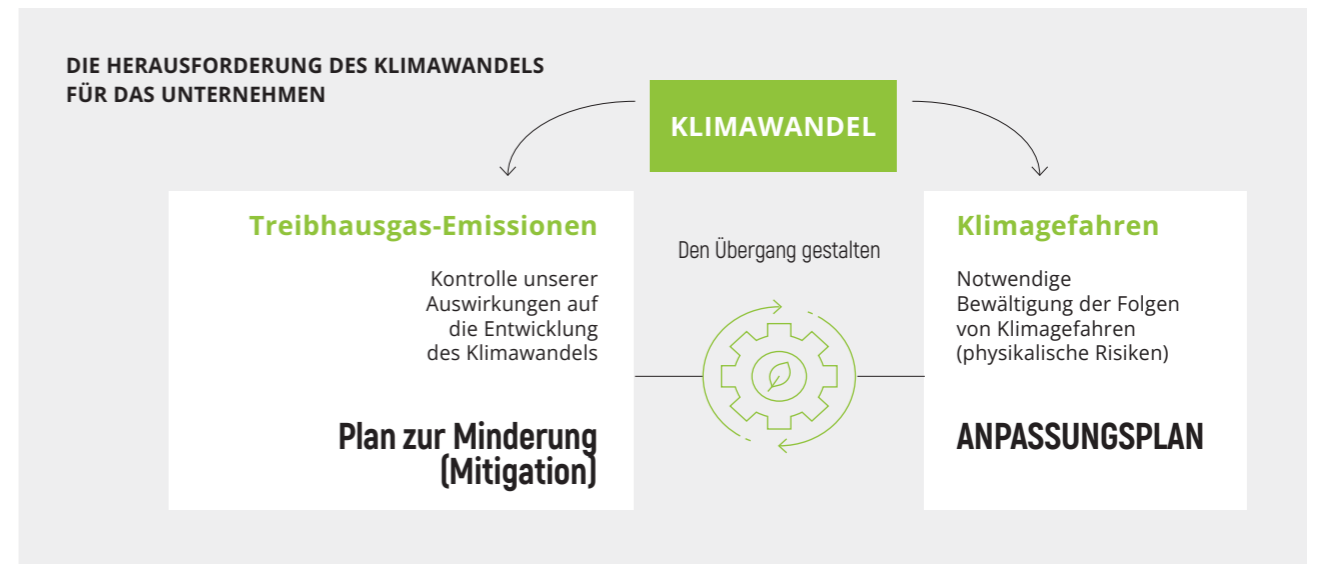 DIE HERAUSFORDERUNG DES KLIMAWANDELS
FÜR DAS UNTERNEHMEN
KLIMAWANDEL
Treibhausgas-Emissionen
Kontrolle unserer
Auswirkungen auf
die Entwicklung
des Klimawandels
Plan zur Minderung
(Mitigation)
Den Übergang gestalten
Klimagefahren
Notwendige
Bewältigung der Folgen
von Klimagefahren
(physikalische Risiken)
ANPASSUNGSPLAN